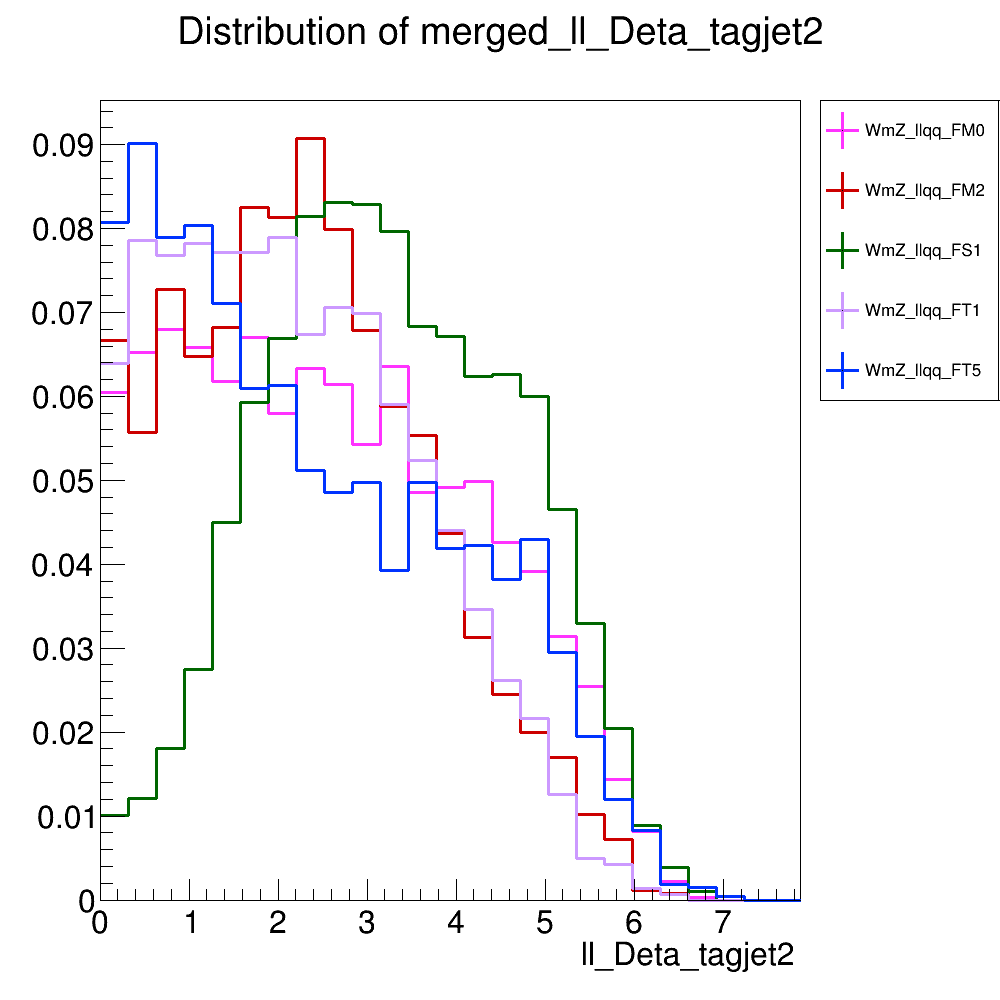 Distribution of merged_ll_Deta_tagjet2
0.09
0.08
0.07
0.06
0.05
0.04
0.03
0.02
0.01
0
0 1 2 3 4 5 6 7
ll_Deta_tagjet2
WmZ_llqq_FM0
WmZ_llqq_FM2
WmZ_llqq_FS1
WmZ_llqq_FT1
WmZ_llqq_FT5